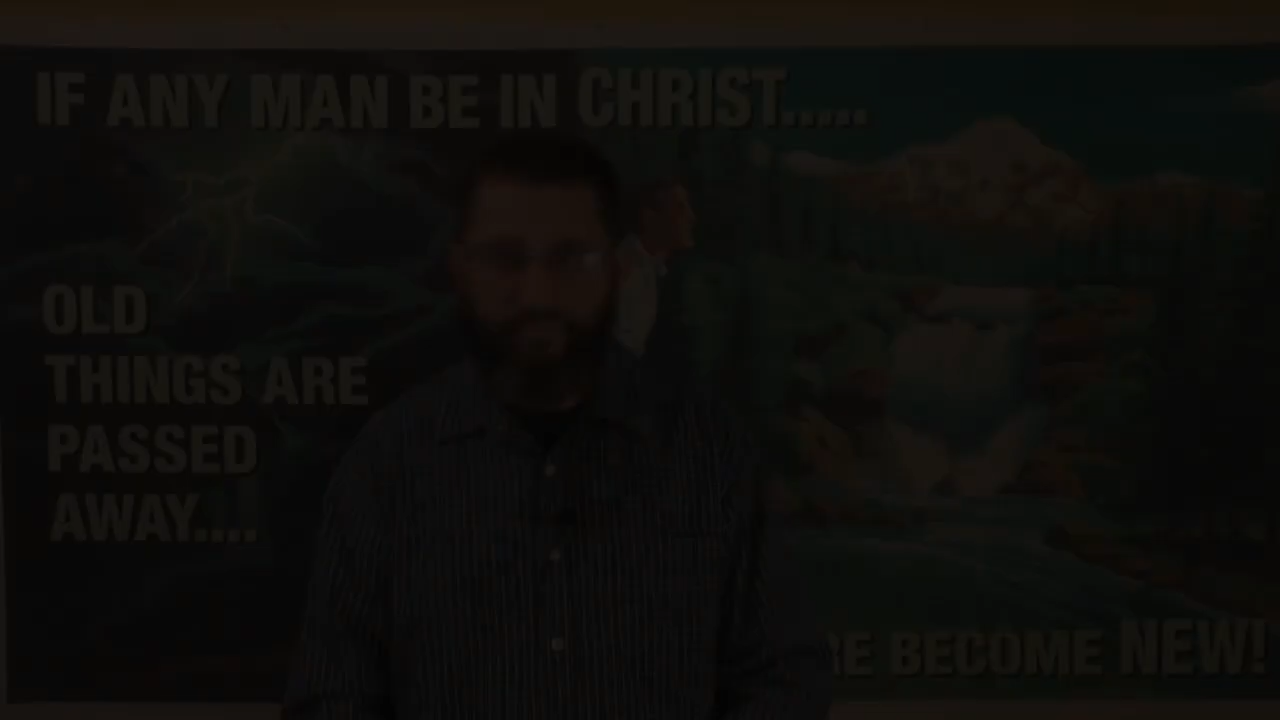 IF ANY MAN BE IN CHRIST.....
OLD
THINGS ARE
PASSED
AWAY....
BECOME NEW!